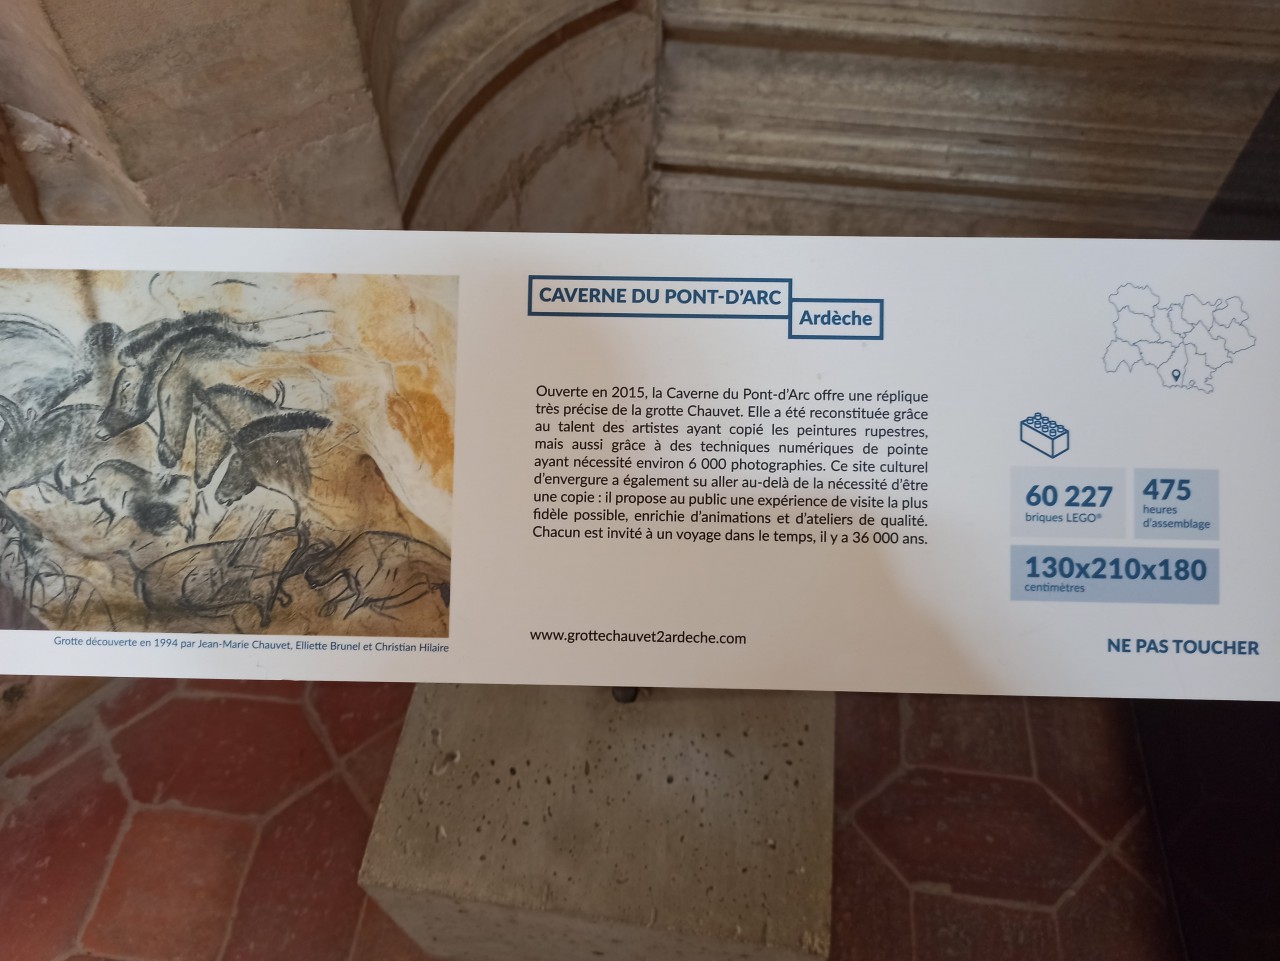 CAVERNE DU PONT-D'ARC
Ardèche
Ouverte en 2015, la Caverne du Pont-d'Arc offre une réplique
très précise de la grotte Chauvet. Elle a été reconstituée grâce
au talent des artistes ayant copié les peintures rupestres,
mais aussi grâce à des techniques numériques de pointe
ayant nécessité environ 6 000 photographies. Ce site culturel
d'envergure a également su aller au-delà de la nécessité d'être
une copie : il propose au public une expérience de visite la plus
fidèle possible, enrichie d'animations et d'ateliers de qualité.
Chacun est invité à un voyage dans le temps, il y a 36 000 ans.
www.grottechauvet2ardeche.com
Grotte découverte en 1994 par Jean-Marie Chauvet, Elliette Brunel et Christian Hilaire
60 227
briques LEGO®
475
heures
d'assemblage
130x210x180
centimètres
NE PAS TOUCHER